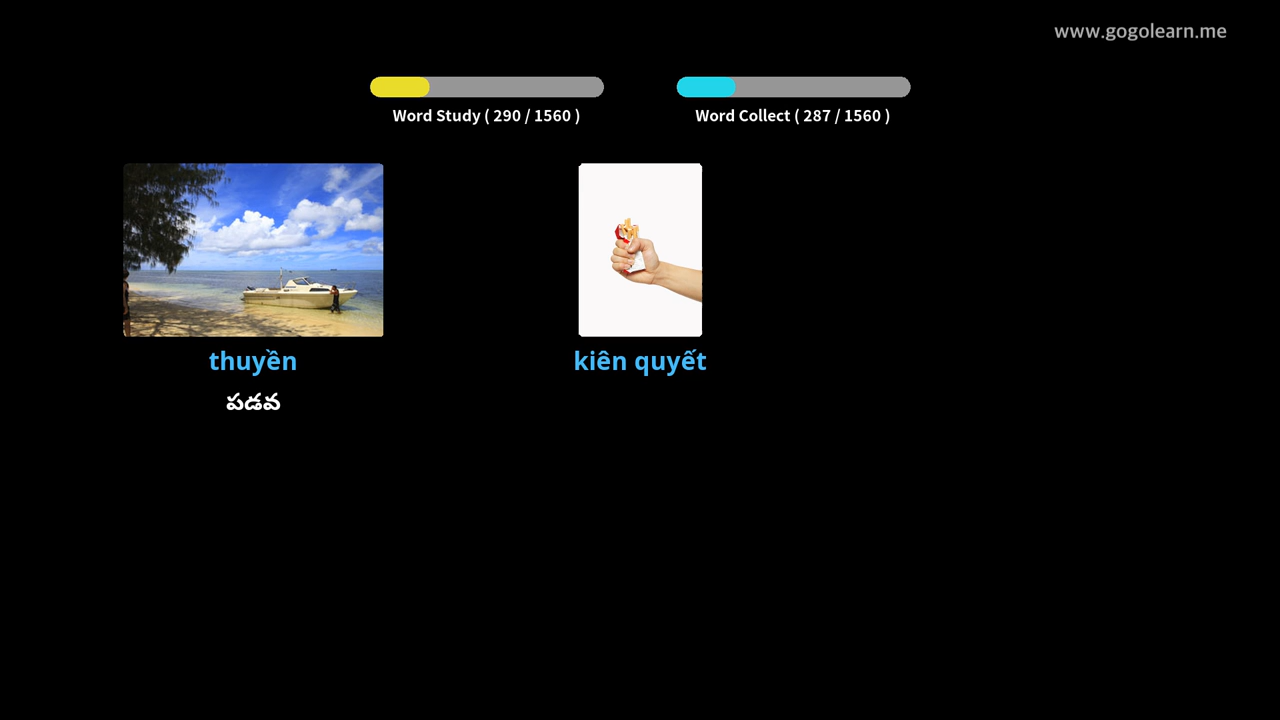 www.gogolearn.me
Word Study ( 290 / 1560 )
Word Collect ( 287 / 1560 )
thuyền
kiên quyết
పడవ